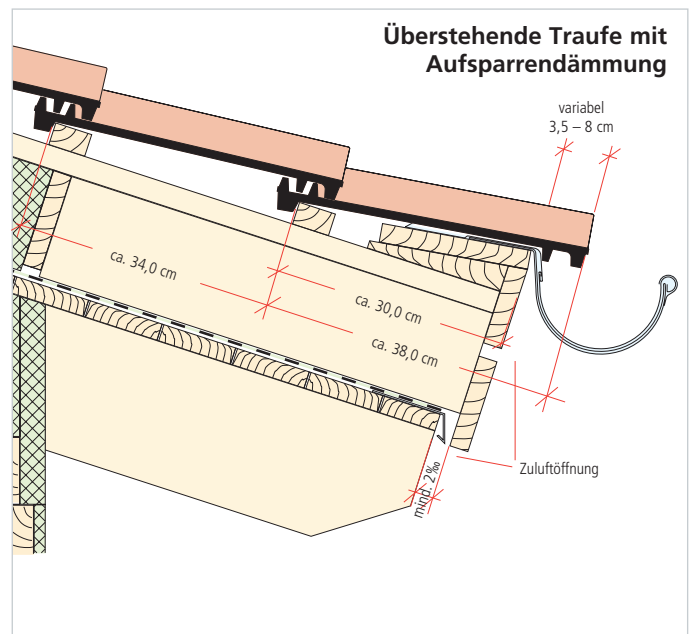 Überstehende Traufe mit
Aufsparrendämmung
variabel
3,5 – 8 cm
ca. 34,0 cm
ca. 30,0 cm
ca. 38,0 cm
Zuluftöffnung
mind. 2‰